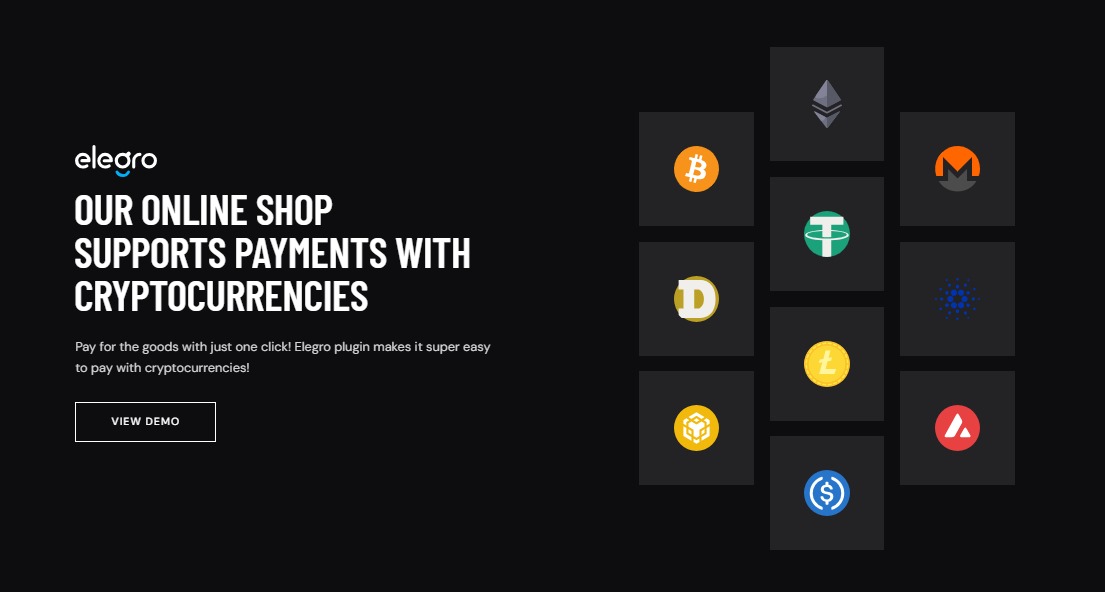 elegro
OUR ONLINE SHOP
SUPPORTS PAYMENTS WITH
CRYPTOCURRENCIES
Pay for the goods with just one click! Elegro plugin makes it super easy
to pay with cryptocurrencies!
VIEW DEMO